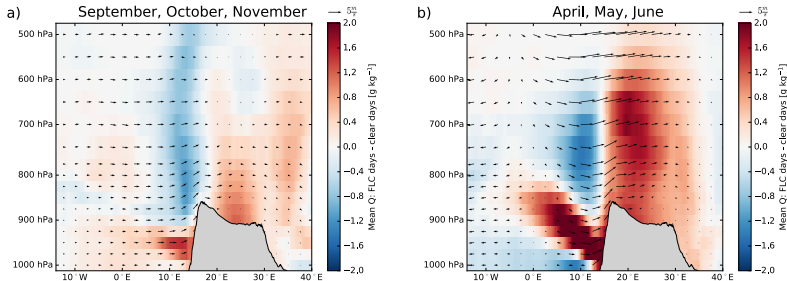 a)
September, October, November
5 m/s
500 hPa
600 hPa
700 hPa
800 hPa
900 hPa
1000 hPa
10 °W
0 °E
10 °E
20 °E
30 °E
40 °E
2.0
1.6
1.2
0.8
0.4
0.0
−0.4
−0.8
−1.2
−1.6
−2.0
Mean Q: FLC days – clear days [g kg⁻¹]
b)
April, May, June
5 m/s
500 hPa
600 hPa
700 hPa
800 hPa
900 hPa
1000 hPa
10 °W
0 °E
10 °E
20 °E
30 °E
40 °E
2.0
1.6
1.2
0.8
0.4
0.0
−0.4
−0.8
−1.2
−1.6
−2.0
Mean Q: FLC days – clear days [g kg⁻¹]